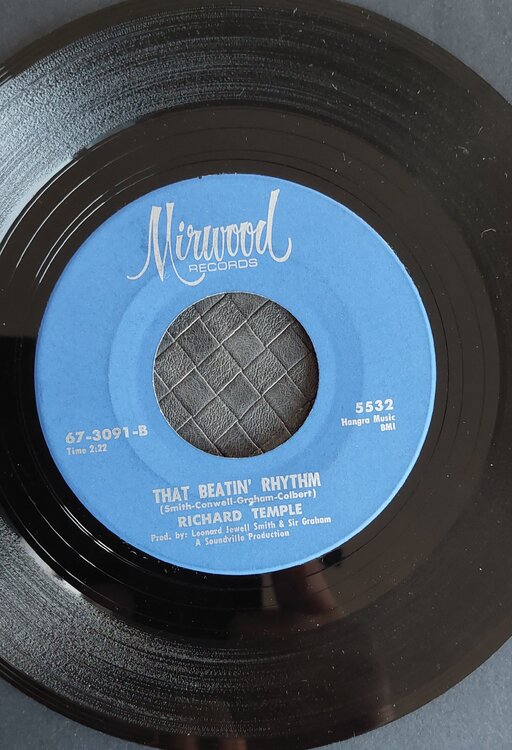 Mirwood
RECORDS
5532
Hangra Music
BMI
67-3091-B
Time 2:22
THAT BEATIN' RHYTHM
(Smith-Conwell-Grgham-Colbert)
RICHARD TEMPLE
Prod. by: Leonard Jewell Smith & Sir Graham
A Soundville Production